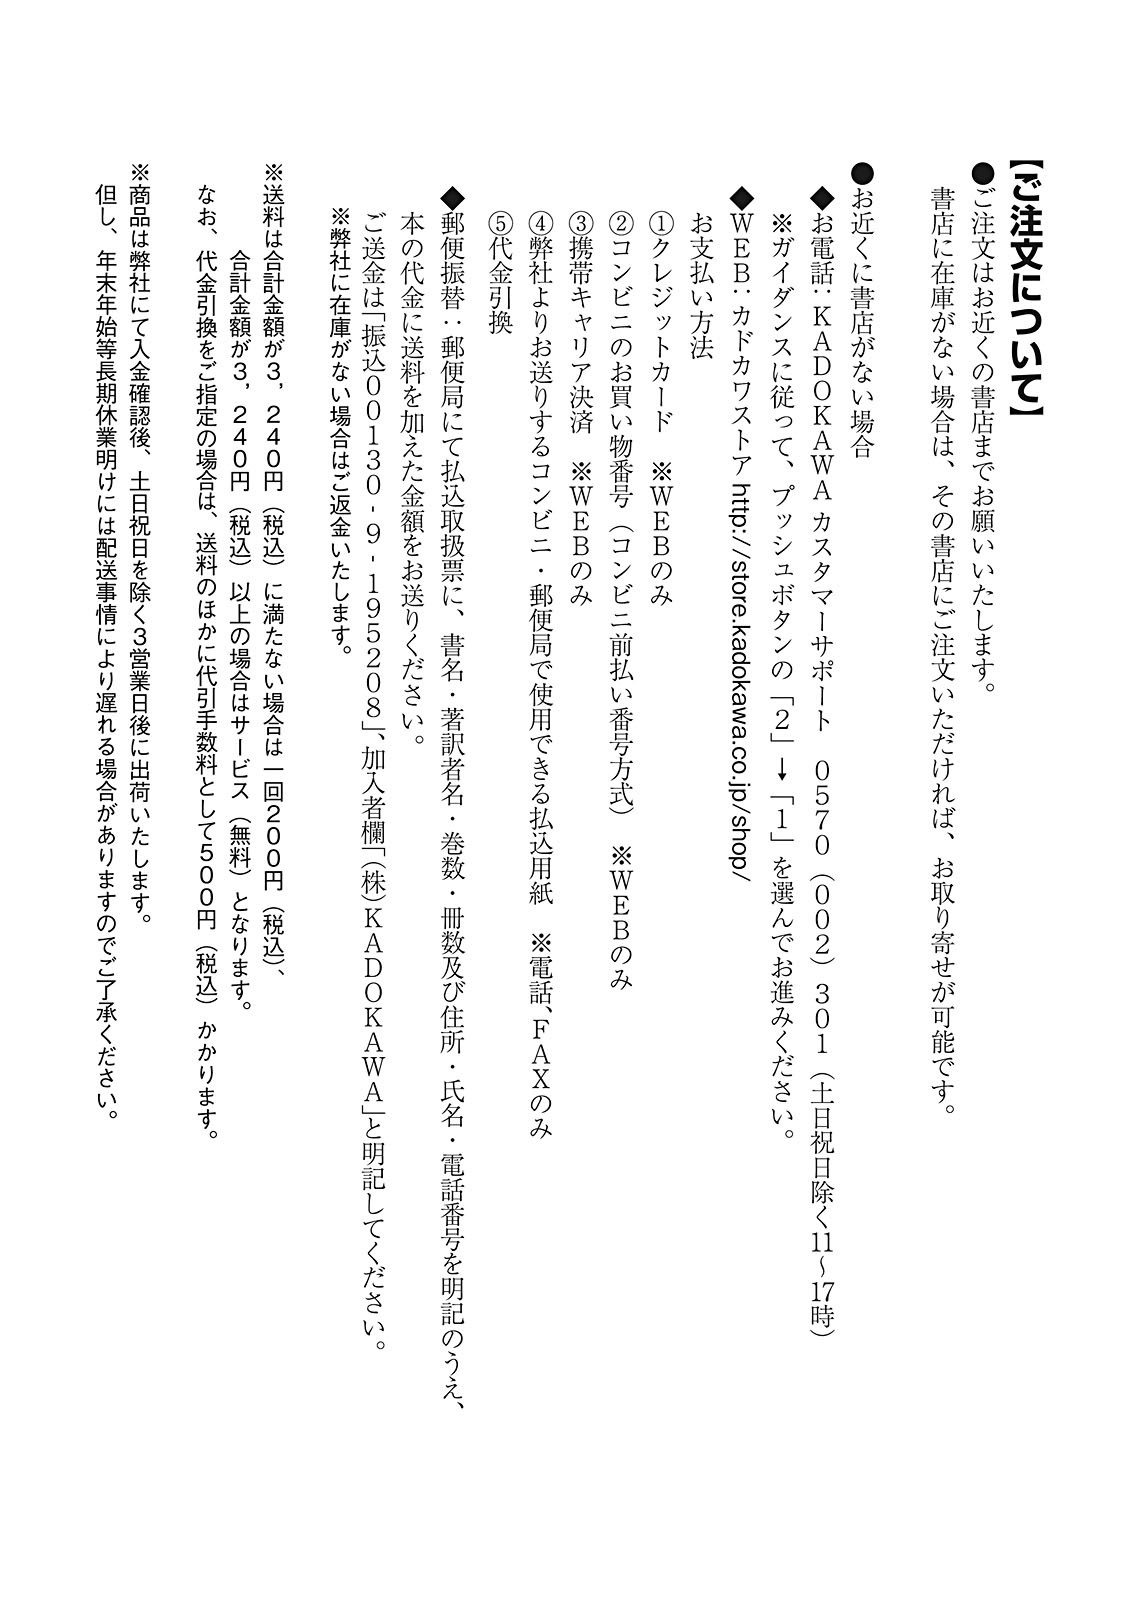 【ご注文について】
●ご注文はお近くの書店までお願いいたします。
書店に在庫がない場合は、その書店にご注文いただければ、お取り寄せが可能です。
●お近くに書店がない場合
◆お電話：ＫＡＤＯＫＡＷＡカスタマーサポート　０５７０（００２）３０１（土日祝日除く11〜17時）
※ガイダンスに従って、プッシュボタンの「２」→「１」を選んでお進みください。
◆ＷＥＢ：カドカワストア http://store.kadokawa.co.jp/shop/
お支払い方法
①クレジットカード　※ＷＥＢのみ
②コンビニのお買い物番号（コンビニ前払い番号方式）　※ＷＥＢのみ
③携帯キャリア決済　※ＷＥＢのみ
④弊社よりお送りするコンビニ・郵便局で使用できる払込用紙　※電話、ＦＡＸのみ
⑤代金引換
◆郵便振替：郵便局にて払込取扱票に、書名・著訳者名・巻数・冊数及び住所・氏名・電話番号を明記のうえ、
本の代金に送料を加えた金額をお送りください。
ご送金は「振込００１３０-９-１９５２０８」、加入者欄「（株）ＫＡＤＯＫＡＷＡ」と明記してください。
※弊社に在庫がない場合はご返金いたします。
※送料は合計金額が３，２４０円（税込）に満たない場合は一回２００円（税込）、
合計金額が３，２４０円（税込）以上の場合はサービス（無料）となります。
なお、代金引換をご指定の場合は、送料のほかに代引手数料として５００円（税込）かかります。
※商品は弊社にて入金確認後、土日祝日を除く３営業日後に出荷いたします。
但し、年末年始等長期休業明けには配送事情により遅れる場合がありますのでご了承ください。